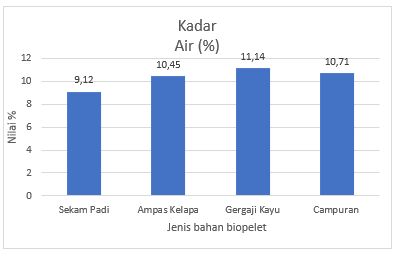 Kadar
Air (%)
12
10
8
6
4
2
0
Nilai %
9,12
10,45
11,14
10,71
Sekam Padi
Ampas Kelapa
Gergaji Kayu
Campuran
Jenis bahan biopelet